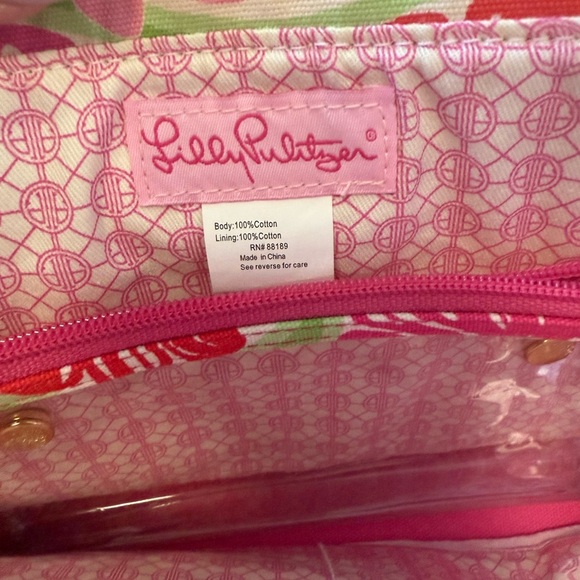 Lilly Pulitzer®
Body:100%Cotton
Lining:100%Cotton
RN# 88189
Made in China
See reverse for care